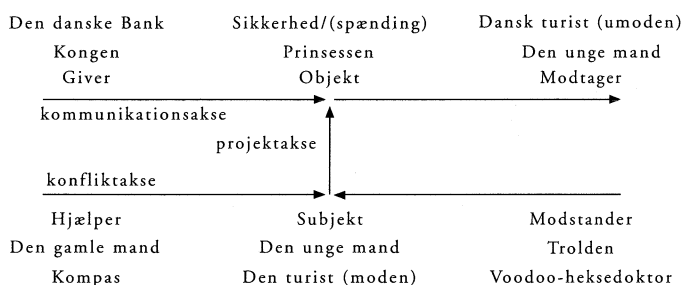 Den danske Bank Sikkerhed/(spænding) Dansk turist (umoden)
Kongen Prinsessen Den unge mand
Giver Objekt Modtager
kommunikationsakse
projektakse
konfliktakse
Hjælper Subjekt Modstander
Den gamle mand Den unge mand Trolden
Kompas Den turist (moden) Voodoo-heksedoktor